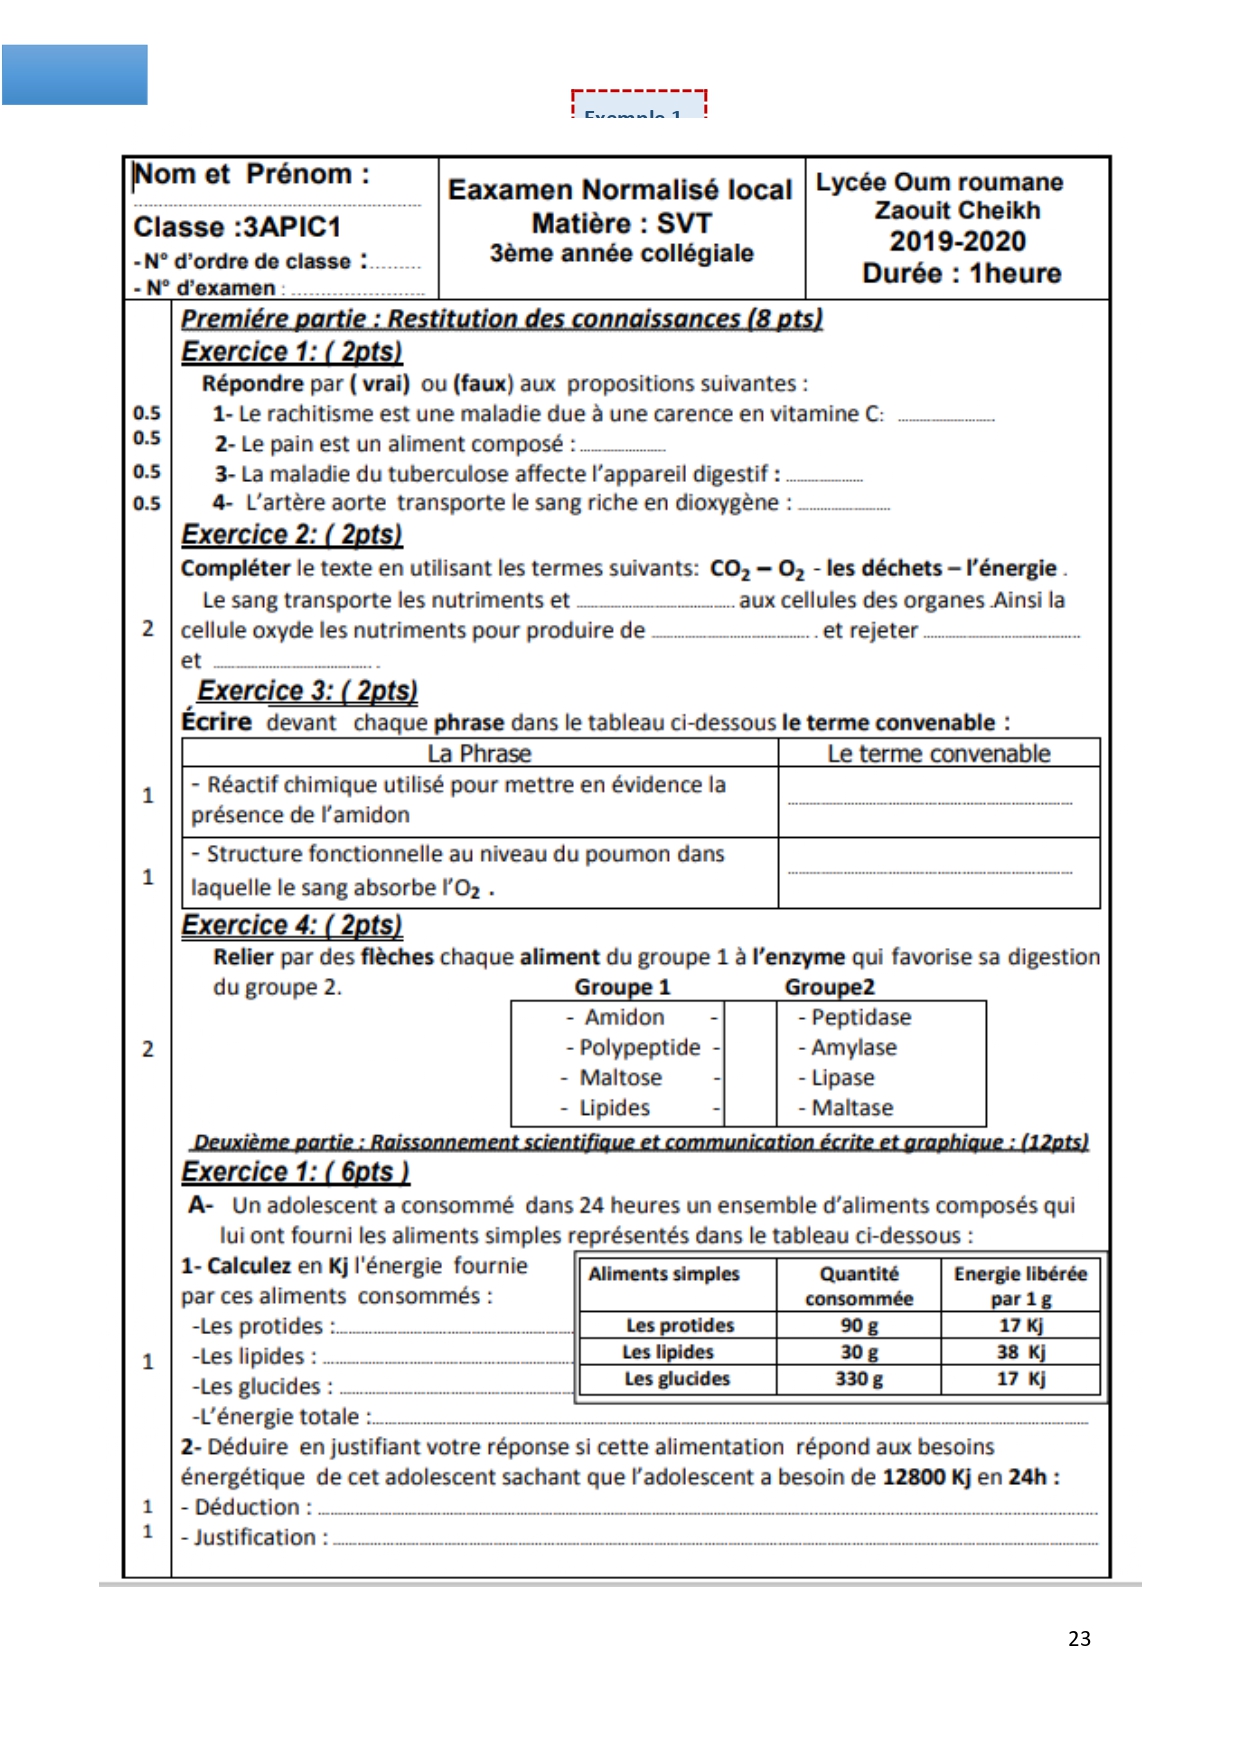 Exemple 1
Nom et Prénom :
Classe :3APIC1
- N° d'ordre de classe :
- N° d'examen :
Eaxamen Normalisé local
Matière : SVT
3ème année collégiale
Lycée Oum roumane
Zaouit Cheikh
2019-2020
Durée : 1heure
Premiére partie : Restitution des connaissances (8 pts)
Exercice 1: ( 2pts)
Répondre par ( vrai) ou (faux) aux propositions suivantes :
0.5 1- Le rachitisme est une maladie due à une carence en vitamine C:
0.5 2- Le pain est un aliment composé :
0.5 3- La maladie du tuberculose affecte l'appareil digestif :
0.5 4- L'artère aorte transporte le sang riche en dioxygène :
Exercice 2: ( 2pts)
Compléter le texte en utilisant les termes suivants: CO₂ – O₂ - les déchets – l'énergie .
Le sang transporte les nutriments et aux cellules des organes .Ainsi la
2 cellule oxyde les nutriments pour produire de . et rejeter
et .
Exercice 3: ( 2pts)
Écrire devant chaque phrase dans le tableau ci-dessous le terme convenable :
La Phrase Le terme convenable
1 - Réactif chimique utilisé pour mettre en évidence la
présence de l'amidon
1 - Structure fonctionnelle au niveau du poumon dans
laquelle le sang absorbe l'O₂ .
Exercice 4: ( 2pts)
Relier par des flèches chaque aliment du groupe 1 à l'enzyme qui favorise sa digestion
du groupe 2. Groupe 1 Groupe2
- Amidon - - Peptidase
2 - Polypeptide - - Amylase
- Maltose - - Lipase
- Lipides - - Maltase
Deuxième partie : Raissonnement scientifique et communication écrite et graphique : (12pts)
Exercice 1: ( 6pts )
A- Un adolescent a consommé dans 24 heures un ensemble d'aliments composés qui
lui ont fourni les aliments simples représentés dans le tableau ci-dessous :
1- Calculez en Kj l'énergie fournie
par ces aliments consommés :
-Les protides :
1 -Les lipides :
-Les glucides :
-L'énergie totale :
Aliments simples Quantité consommée Energie libérée par 1 g
Les protides 90 g 17 Kj
Les lipides 30 g 38 Kj
Les glucides 330 g 17 Kj
2- Déduire en justifiant votre réponse si cette alimentation répond aux besoins
énergétique de cet adolescent sachant que l'adolescent a besoin de 12800 Kj en 24h :
1 - Déduction :
1 - Justification :
23